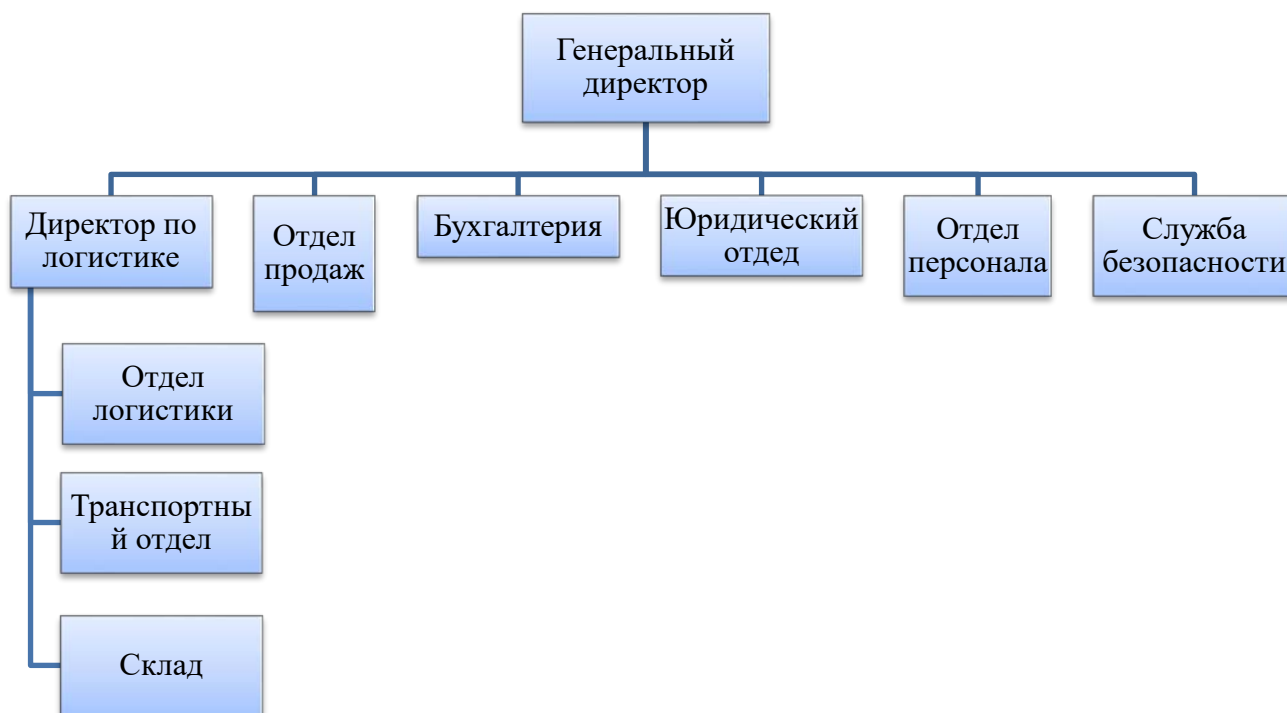 Генеральный
директор
Директор по
логистике
Отдел
продаж
Бухгалтерия
Юридический
отдед
Отдел
персонала
Служба
безопасности
Отдел
логистики
Транспортны
й отдел
Склад